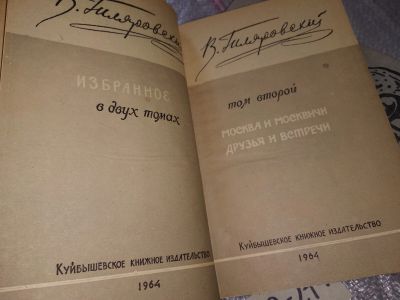 В. Гиляровский
ИЗБРАННОЕ
в двух томах
КУЙБЫШЕВСКОЕ КНИЖНОЕ ИЗДАТЕЛЬСТВО
1964
В. Гиляровский
том второй
МОСКВА И МОСКВИЧИ
ДРУЗЬЯ И ВСТРЕЧИ
КУЙБЫШЕВСКОЕ КНИЖНОЕ ИЗДАТЕЛЬСТВО
1964